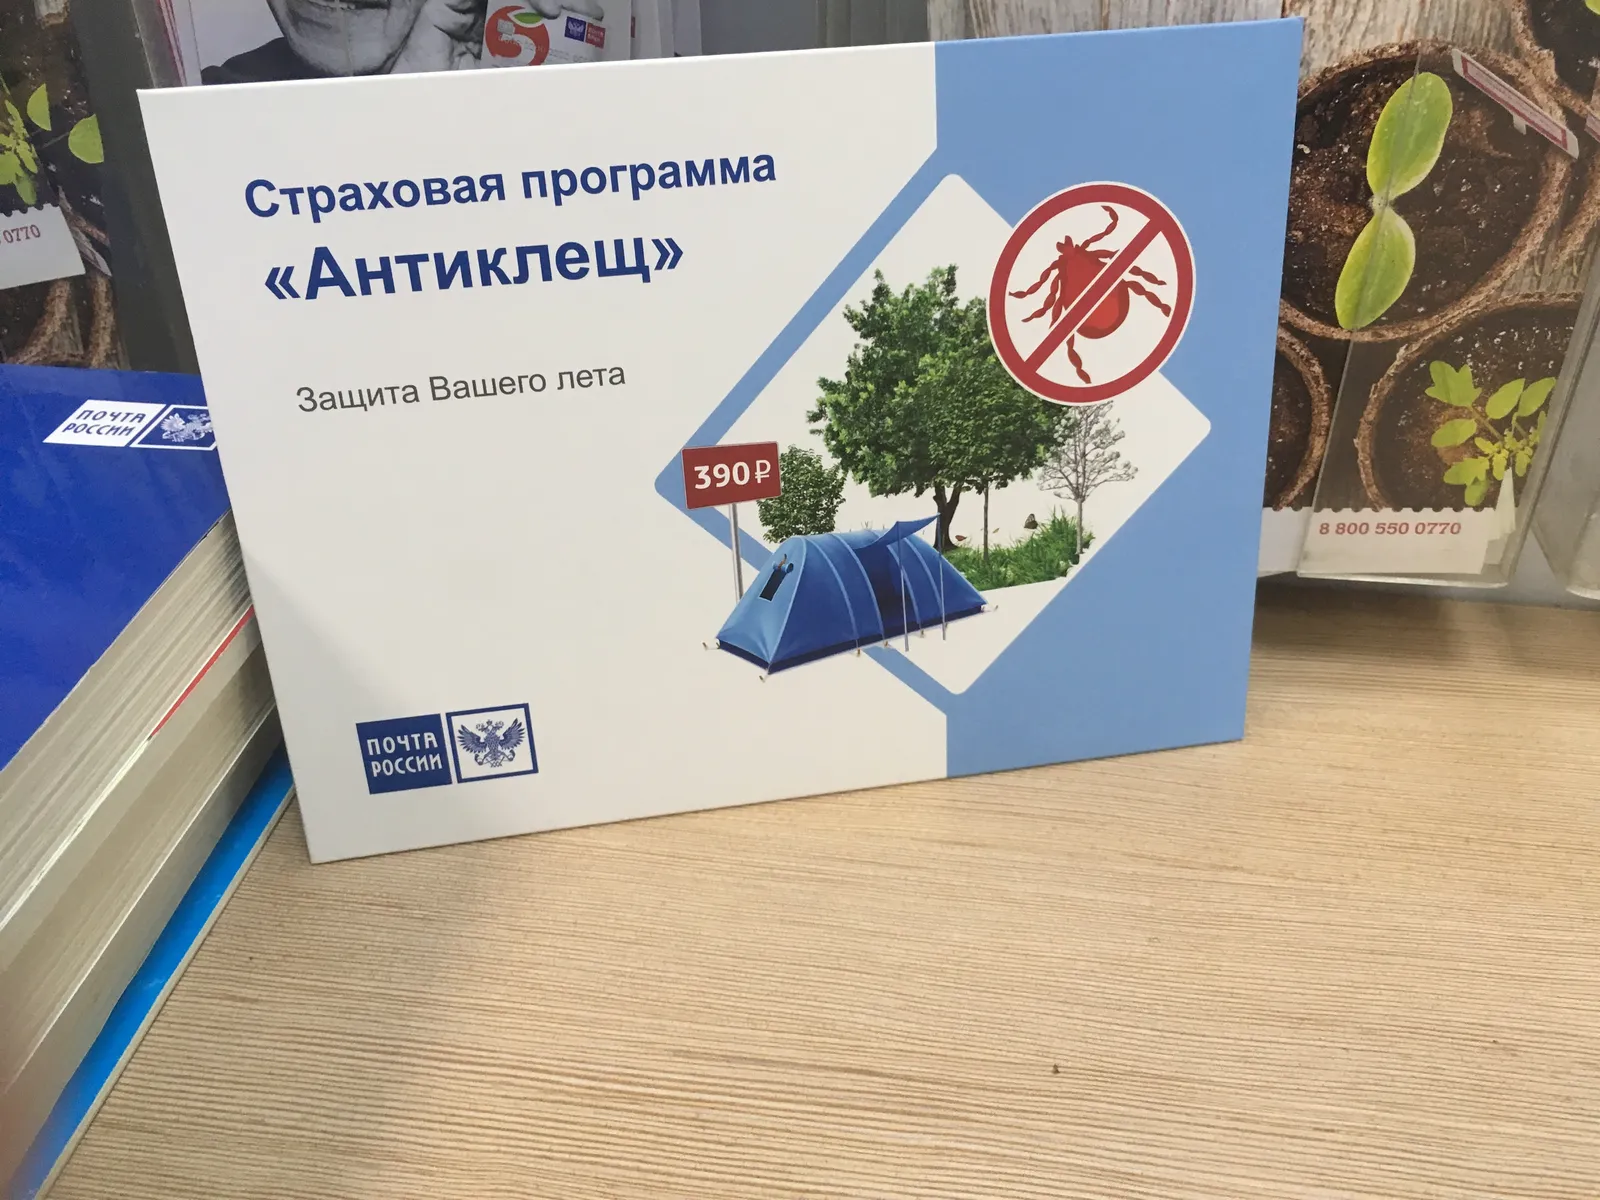 Страховая программа
«Антиклещ»
Защита Вашего лета
390₽
ПОЧТА
РОССИИ
ПОЧТА
РОССИИ
0770
8 800 550 0770